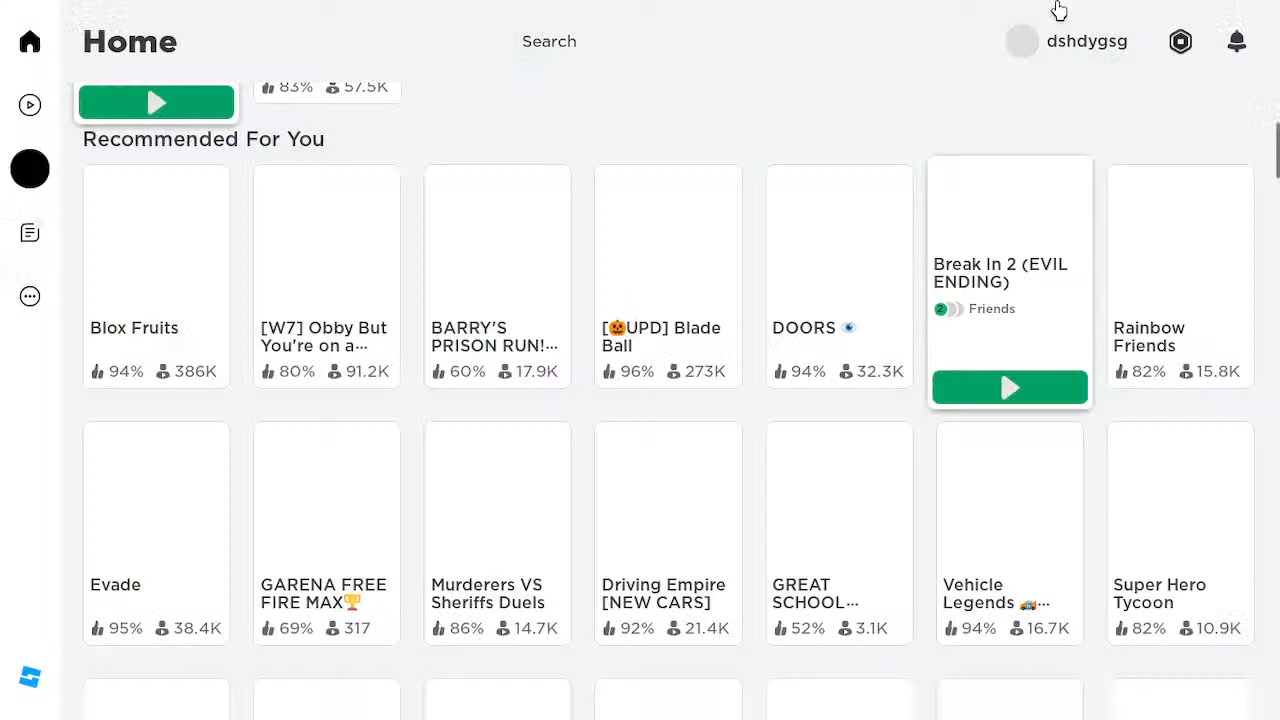 Home
Search
dshdygsg
83% 57.5K
Recommended For You
Blox Fruits
94% 386K
[W7] Obby But
You're on a...
80% 91.2K
BARRY'S
PRISON RUN!...
60% 17.9K
[🎃UPD] Blade
Ball
96% 273K
DOORS 👁️
94% 32.3K
Break In 2 (EVIL
ENDING)
2 Friends
Rainbow
Friends
82% 15.8K
Evade
95% 38.4K
GARENA FREE
FIRE MAX🏆
69% 317
Murderers VS
Sheriffs Duels
86% 14.7K
Driving Empire
[NEW CARS]
92% 21.4K
GREAT
SCHOOL...
52% 3.1K
Vehicle
Legends 🚕...
94% 16.7K
Super Hero
Tycoon
82% 10.9K